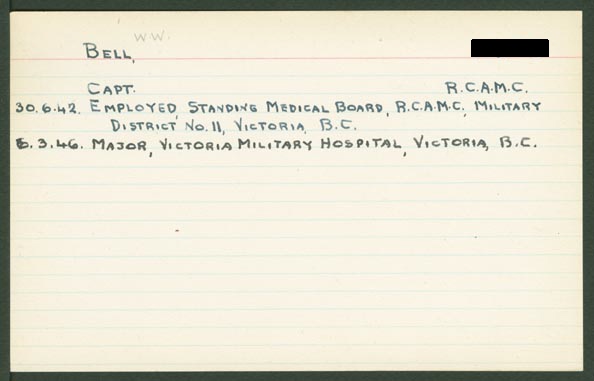 W.W.
BELL,
CAPT. R.C.A.M.C.
30.6.42. EMPLOYED, STANDING MEDICAL BOARD, R.C.A.M.C., MILITARY
DISTRICT NO.11, VICTORIA, B.C.
6.3.46. MAJOR, VICTORIA MILITARY HOSPITAL, VICTORIA, B.C.